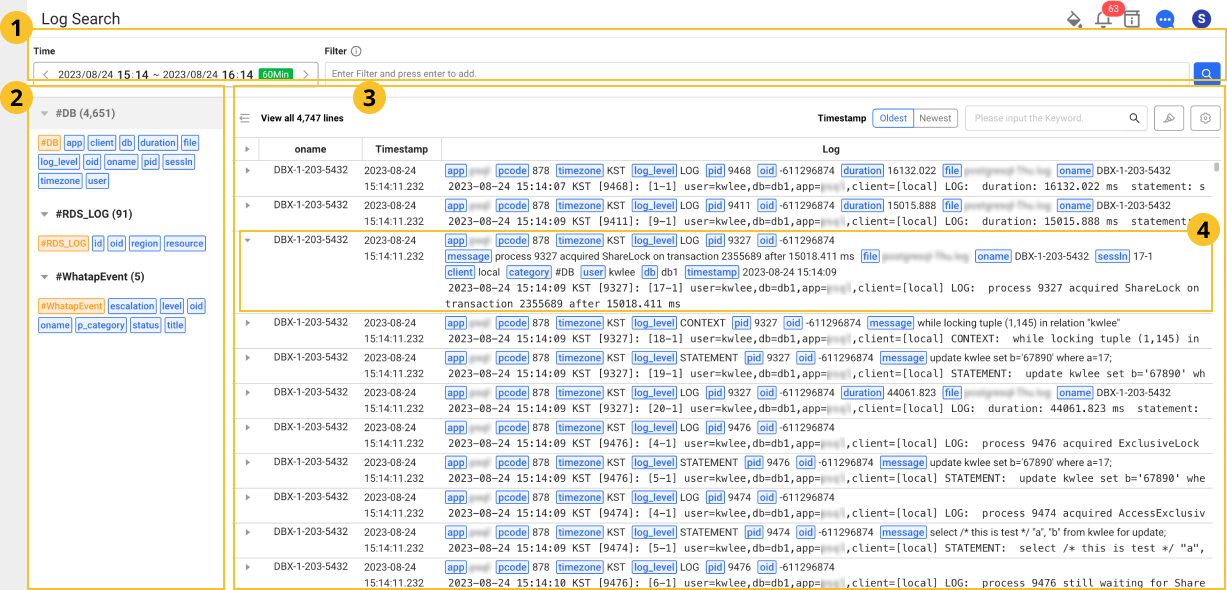 Log Search
63
S
1
Time
Filter
2023/08/24 15:14 ~ 2023/08/24 16:14 60Min
Enter Filter and press enter to add.
2
#DB (4,651)
#DB app client db duration file
log_level oid oname pid sessIn
timezone user
#RDS_LOG (91)
#RDS_LOG id oid region resource
#WhatapEvent (5)
#WhatapEvent escalation level oid
oname p_category status title
3
View all 4,747 lines
Timestamp Oldest Newest
Please input the Keyword.
oname Timestamp Log
DBX-1-203-5432 2023-08-24 app pcode 878 timezone KST log_level LOG pid 9468 oid -611296874 duration 16132.022 file oname DBX-1-203-5432
15:14:11.232 2023-08-24 15:14:07 KST [9468]: [1-1] user=kwlee,db=db1,app= ,client=[local] LOG: duration: 16132.022 ms statement: s
DBX-1-203-5432 2023-08-24 app pcode 878 timezone KST log_level LOG pid 9411 oid -611296874 duration 15015.888 file oname DBX-1-203-5432
15:14:11.232 2023-08-24 15:14:09 KST [9411]: [9-1] user=kwlee,db=db1,app= ,client=[local] LOG: duration: 15015.888 ms statement:
4
DBX-1-203-5432 2023-08-24 app pcode 878 timezone KST log_level LOG pid 9327 oid -611296874
15:14:11.232 message process 9327 acquired ShareLock on transaction 2355689 after 15018.411 ms file oname DBX-1-203-5432 sessIn 17-1
client local category #DB user kwlee db db1 timestamp 2023-08-24 15:14:09
2023-08-24 15:14:09 KST [9327]: [17-1] user=kwlee,db=db1,app= ,client=[local] LOG: process 9327 acquired ShareLock on
transaction 2355689 after 15018.411 ms
DBX-1-203-5432 2023-08-24 app pcode 878 timezone KST log_level CONTEXT pid 9327 oid -611296874 message while locking tuple (1,145) in relation "kwlee"
15:14:11.232 2023-08-24 15:14:09 KST [9327]: [18-1] user=kwlee,db=db1,app= ,client=[local] CONTEXT: while locking tuple (1,145) in
DBX-1-203-5432 2023-08-24 app pcode 878 timezone KST log_level STATEMENT pid 9327 oid -611296874 message update kwlee set b='67890' where a=17;
15:14:11.232 2023-08-24 15:14:09 KST [9327]: [19-1] user=kwlee,db=db1,app= ,client=[local] STATEMENT: update kwlee set b='67890' wh
DBX-1-203-5432 2023-08-24 app pcode 878 timezone KST log_level LOG pid 9327 oid -611296874 duration 44061.823 file oname DBX-1-203-5432
15:14:11.232 2023-08-24 15:14:09 KST [9327]: [20-1] user=kwlee,db=db1,app= ,client=[local] LOG: duration: 44061.823 ms statement:
DBX-1-203-5432 2023-08-24 app pcode 878 timezone KST log_level LOG pid 9476 oid -611296874
15:14:11.232 2023-08-24 15:14:09 KST [9476]: [4-1] user=kwlee,db=db1,app= ,client=[local] LOG: process 9476 acquired ExclusiveLock
DBX-1-203-5432 2023-08-24 app pcode 878 timezone KST log_level STATEMENT pid 9476 oid -611296874 message update kwlee set b='67890' where a=17;
15:14:11.232 2023-08-24 15:14:09 KST [9476]: [5-1] user=kwlee,db=db1,app= ,client=[local] STATEMENT: update kwlee set b='67890' whe
DBX-1-203-5432 2023-08-24 app pcode 878 timezone KST log_level LOG pid 9474 oid -611296874
15:14:11.232 2023-08-24 15:14:09 KST [9474]: [4-1] user=kwlee,db=db1,app= ,client=[local] LOG: process 9474 acquired AccessExclusiv
DBX-1-203-5432 2023-08-24 app pcode 878 timezone KST log_level STATEMENT pid 9474 oid -611296874 message select /* this is test */ "a", "b" from kwlee for update;
15:14:11.232 2023-08-24 15:14:09 KST [9474]: [5-1] user=kwlee,db=db1,app= ,client=[local] STATEMENT: select /* this is test */ "a",
DBX-1-203-5432 2023-08-24 app pcode 878 timezone KST log_level LOG pid 9476 oid -611296874
15:14:11.232 2023-08-24 15:14:10 KST [9476]: [6-1] user=kwlee,db=db1,app= ,client=[local] LOG: process 9476 still waiting for Share